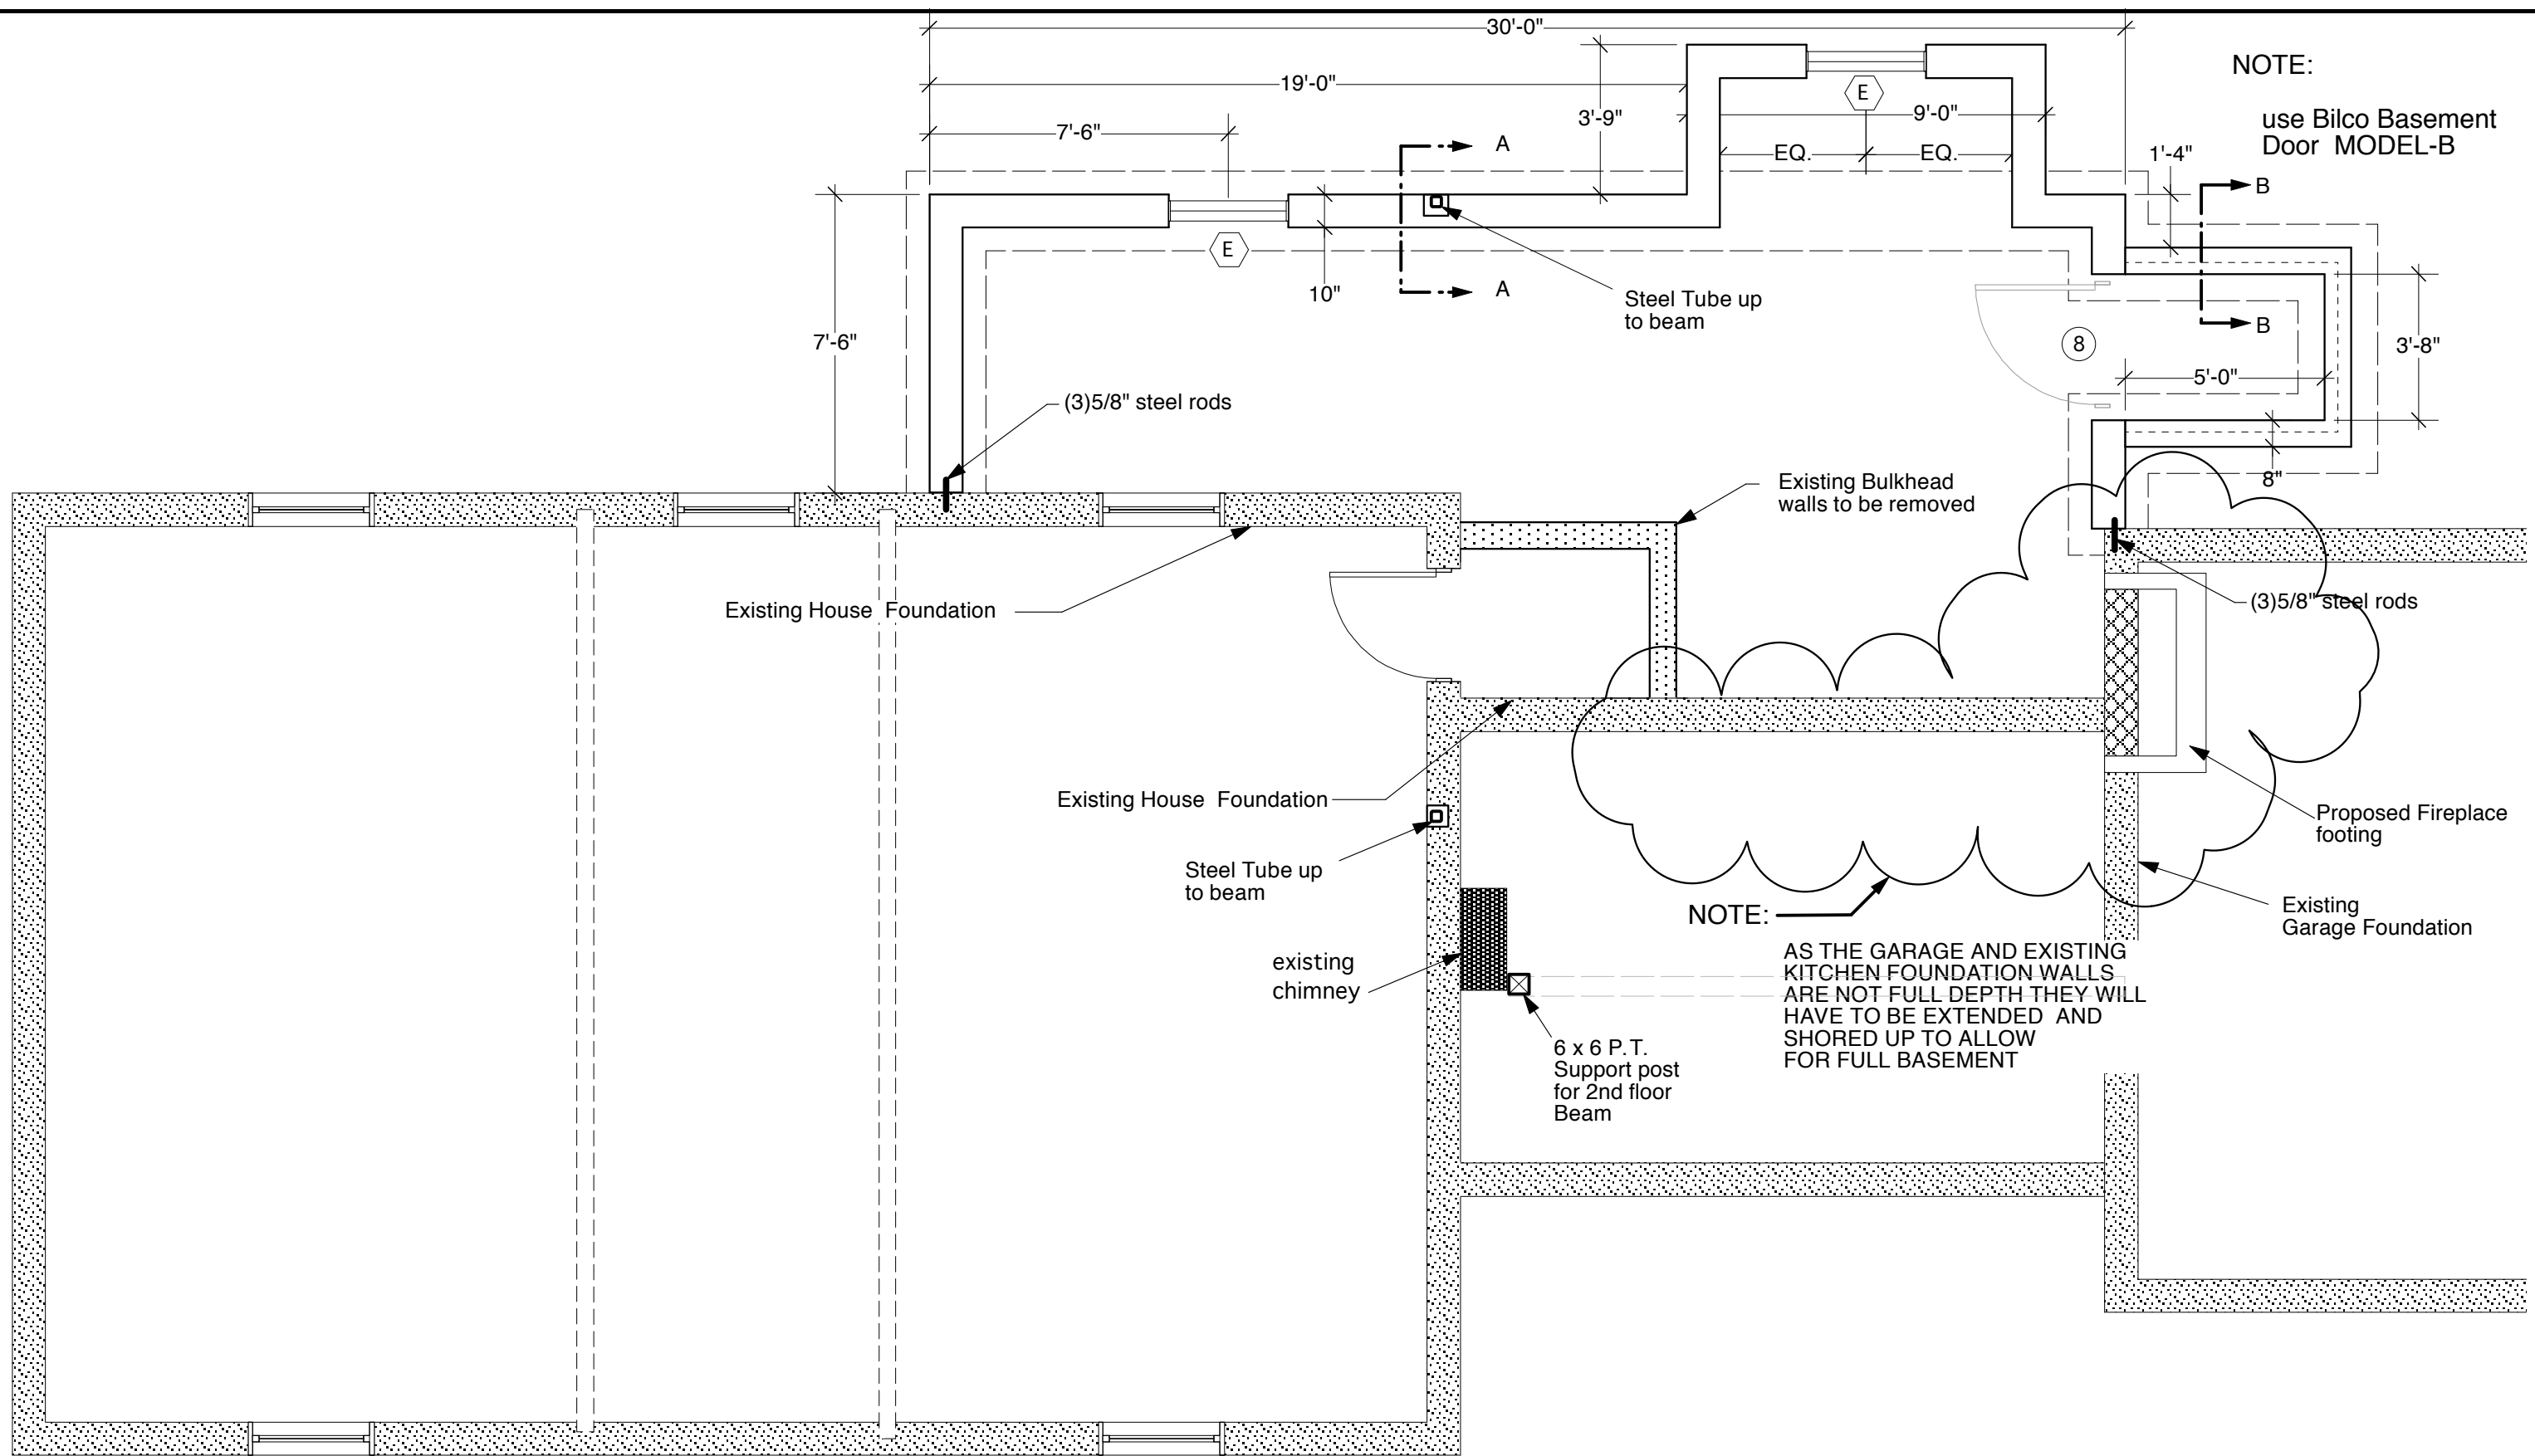 30'-0"
NOTE:
19'-0"
E
3'-9"
9'-0"
use Bilco Basement
Door MODEL-B
7'-6"
A
EQ.
EQ.
1'-4"
B
E
10"
A
Steel Tube up
to beam
B
7'-6"
8
3'-8"
5'-0"
(3)5/8" steel rods
Existing Bulkhead
walls to be removed
8"
Existing House Foundation
(3)5/8" steel rods
Existing House Foundation
Proposed Fireplace
footing
Steel Tube up
to beam
NOTE:
Existing
Garage Foundation
existing
chimney
AS THE GARAGE AND EXISTING
KITCHEN FOUNDATION WALLS
ARE NOT FULL DEPTH THEY WILL
HAVE TO BE EXTENDED AND
SHORED UP TO ALLOW
FOR FULL BASEMENT
6 x 6 P.T.
Support post
for 2nd floor
Beam